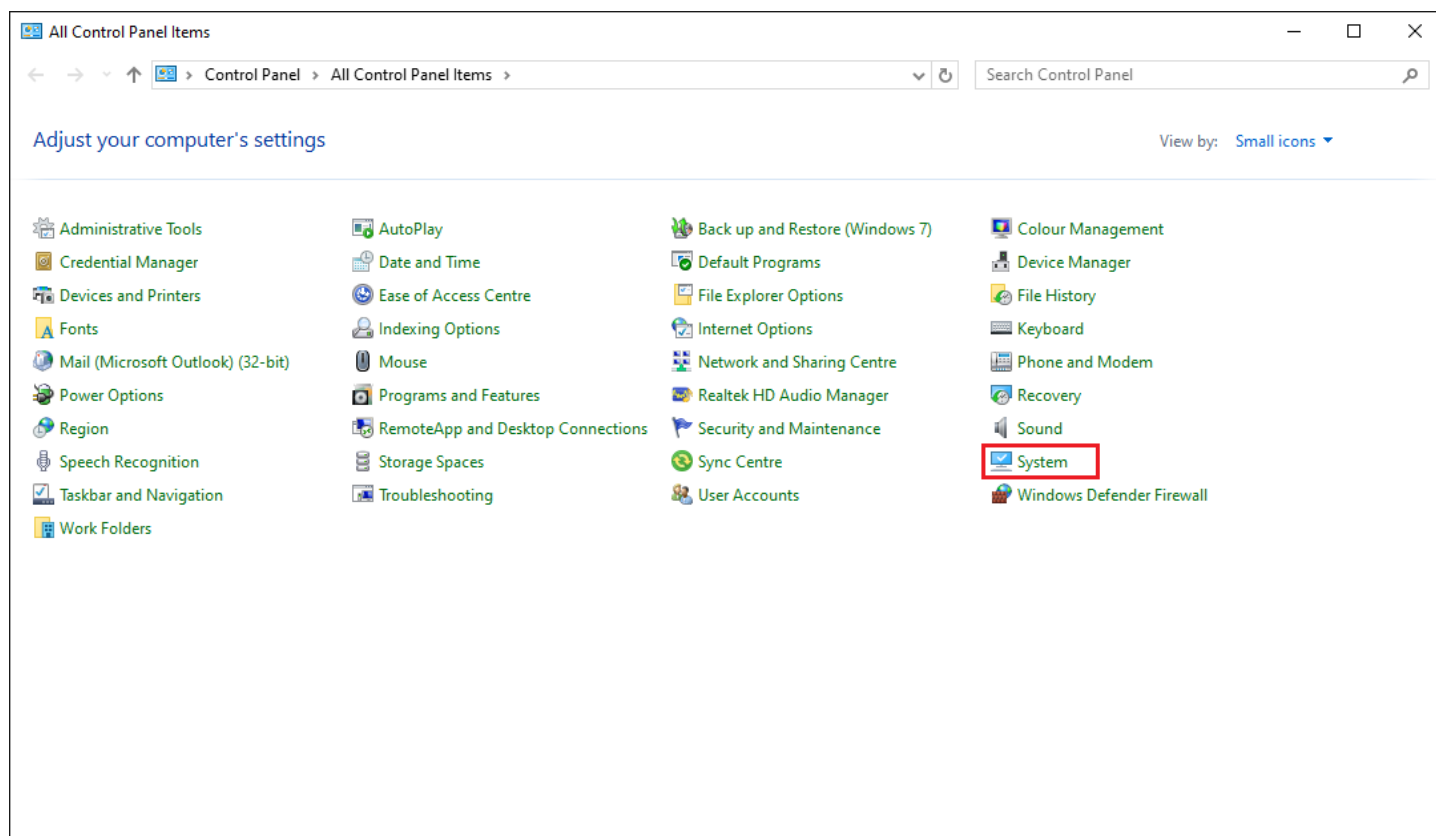 All Control Panel Items
Control Panel > All Control Panel Items >
Search Control Panel
Adjust your computer's settings
View by: Small icons
Administrative Tools
AutoPlay
Back up and Restore (Windows 7)
Colour Management
Credential Manager
Date and Time
Default Programs
Device Manager
Devices and Printers
Ease of Access Centre
File Explorer Options
File History
Fonts
Indexing Options
Internet Options
Keyboard
Mail (Microsoft Outlook) (32-bit)
Mouse
Network and Sharing Centre
Phone and Modem
Power Options
Programs and Features
Realtek HD Audio Manager
Recovery
Region
RemoteApp and Desktop Connections
Security and Maintenance
Sound
Speech Recognition
Storage Spaces
Sync Centre
System
Taskbar and Navigation
Troubleshooting
User Accounts
Windows Defender Firewall
Work Folders